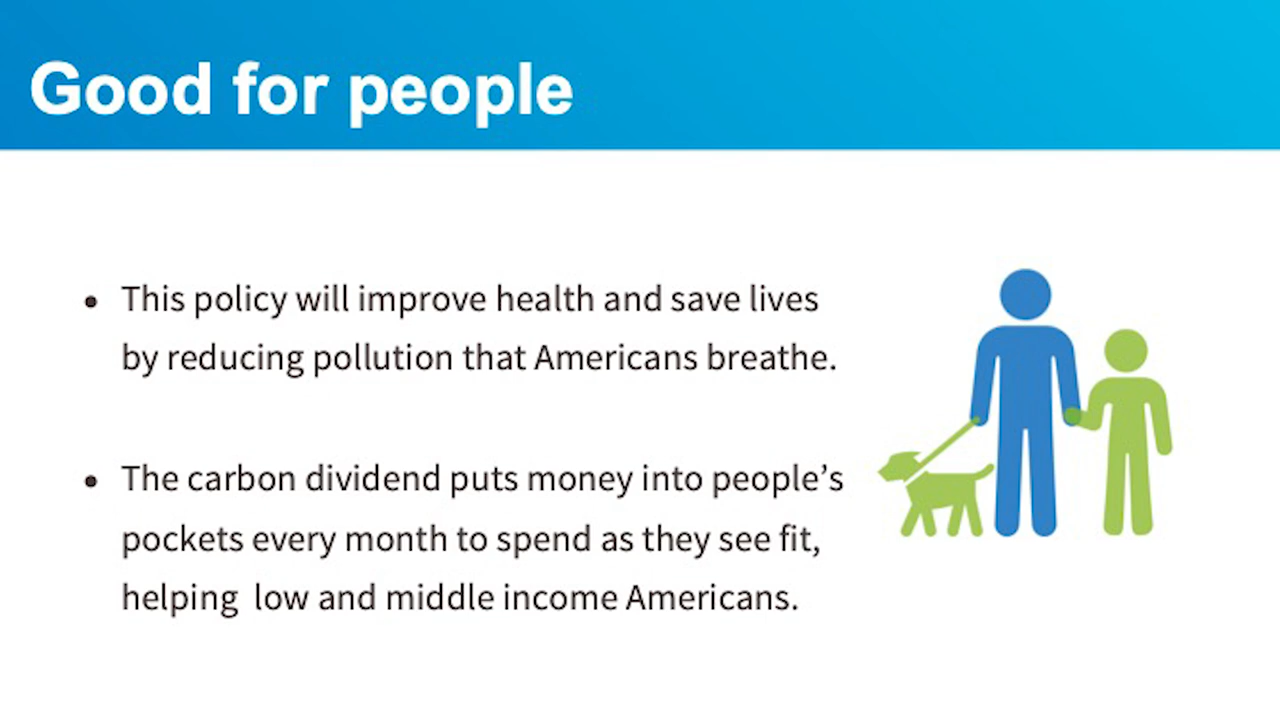 Good for people
• This policy will improve health and save lives
by reducing pollution that Americans breathe.
• The carbon dividend puts money into people’s
pockets every month to spend as they see fit,
helping  low and middle income Americans.